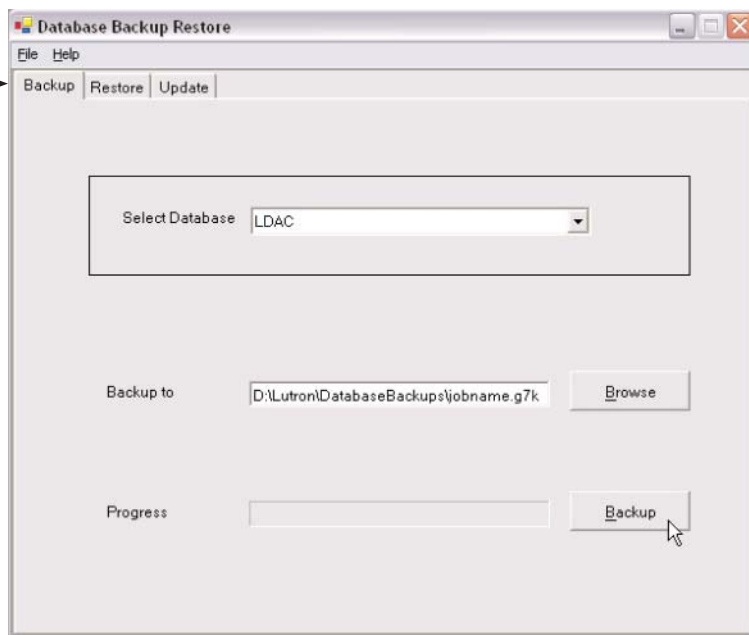 Database Backup Restore
File Help
Backup Restore Update
Select Database LDAC
Backup to D:\Lutron\DatabaseBackups\jobname.g7k Browse
Progress Backup